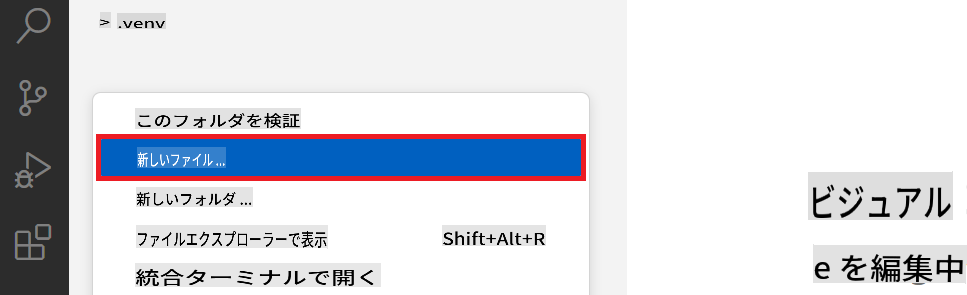 > .venv
このフォルダを検証
新しいファイル...
新しいフォルダ...
ファイルエクスプローラーで表示 Shift+Alt+R
統合ターミナルで開く
ビジュアル
e を編集中